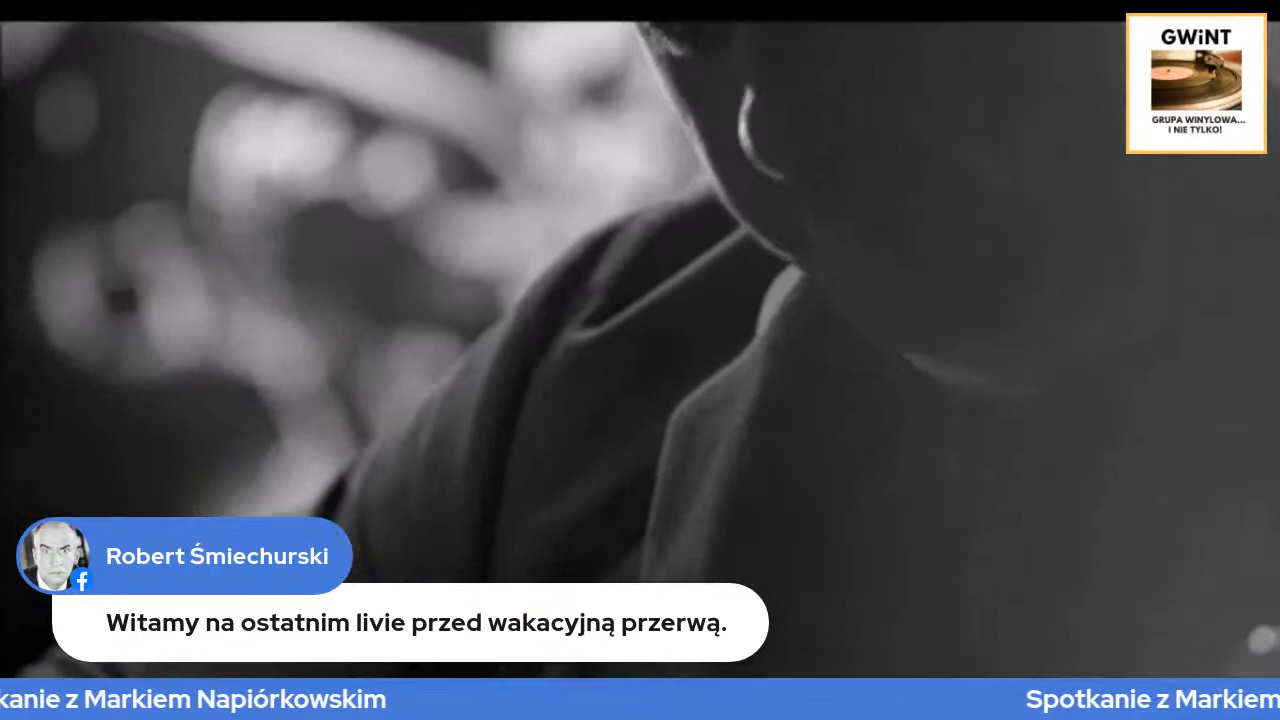 GWiNT
GRUPA WINYLOWA...
I NIE TYLKO!
Robert Śmiechurski
Witamy na ostatnim livie przed wakacyjną przerwą.
kanie z Markiem Napiórkowskim
Spotkanie z Markiem